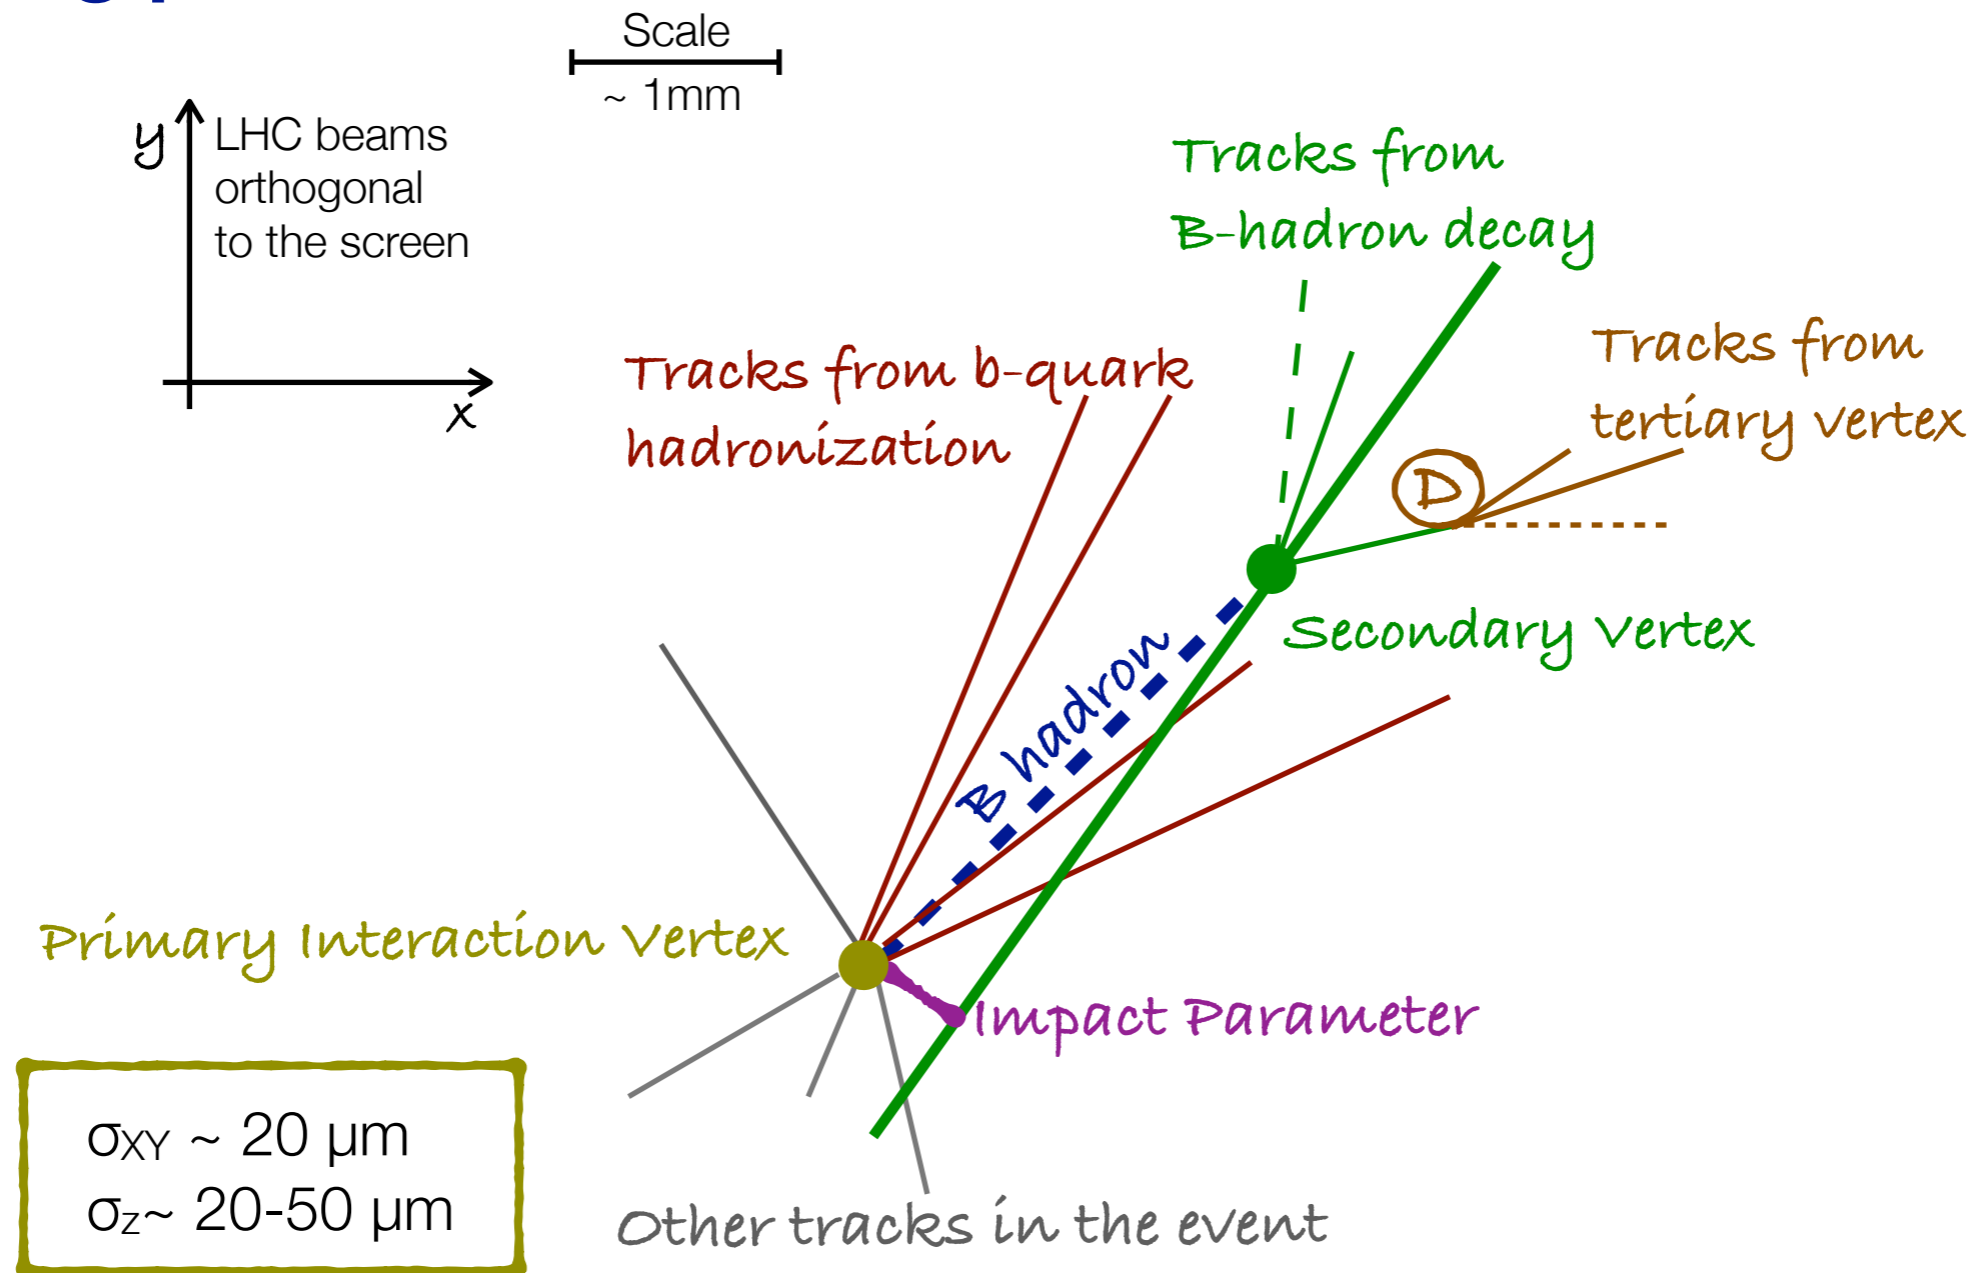 Scale
~ 1mm
y
LHC beams
orthogonal
to the screen
x
Tracks from
B-hadron decay
Tracks from b-quark
hadronization
Tracks from
tertiary vertex
D
Secondary Vertex
B hadron
Primary Interaction Vertex
Impact Parameter
σXY ~ 20 μm
σZ~ 20-50 μm
Other tracks in the event